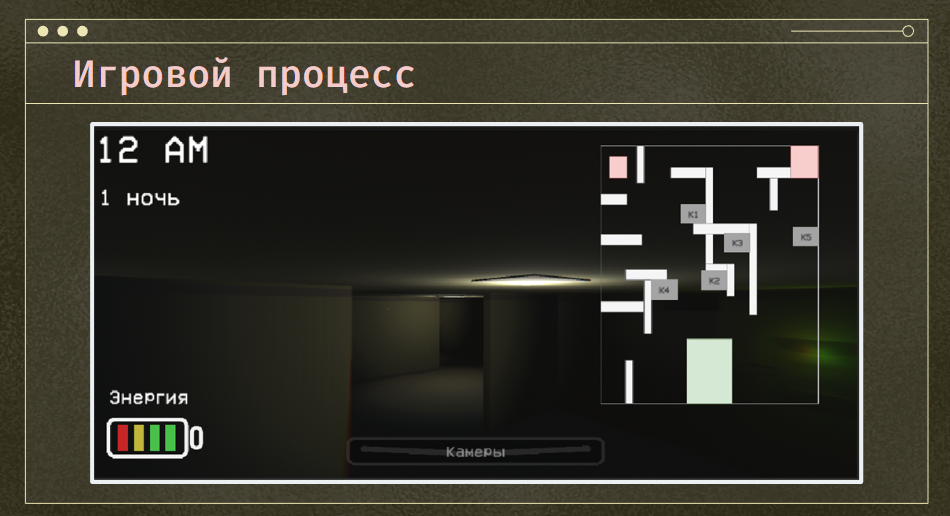 Игровой процесс
12 AM
1 ночь
K1
K3
K5
K2
K4
Энергия
0
Камеры